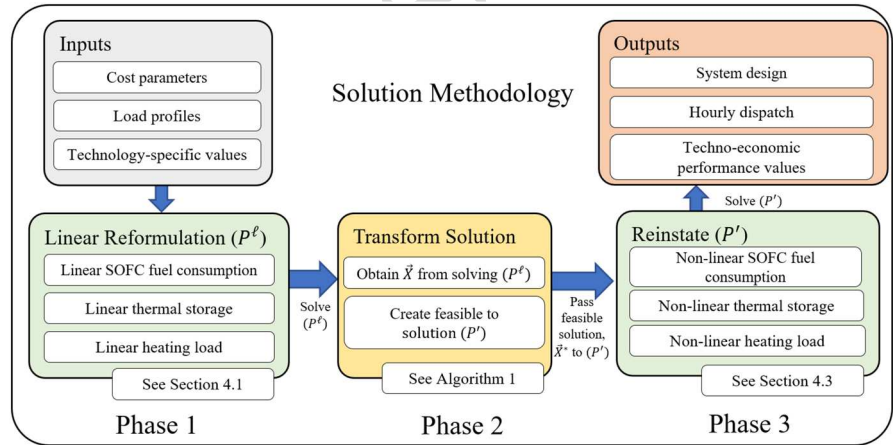 Inputs
Cost parameters
Load profiles
Technology-specific values
Solution Methodology
Outputs
System design
Hourly dispatch
Techno-economic
performance values
Linear Reformulation (P^ℓ)
Linear SOFC fuel consumption
Linear thermal storage
Linear heating load
See Section 4.1
Solve
(P^ℓ)
Transform Solution
Obtain X⃗ from solving (P^ℓ)
Create feasible to
solution (P′)
See Algorithm 1
Pass
feasible
solution,
X⃗* to (P′)
Solve (P′)
Reinstate (P′)
Non-linear SOFC fuel
consumption
Non-linear thermal storage
Non-linear heating load
See Section 4.3
Phase 1
Phase 2
Phase 3